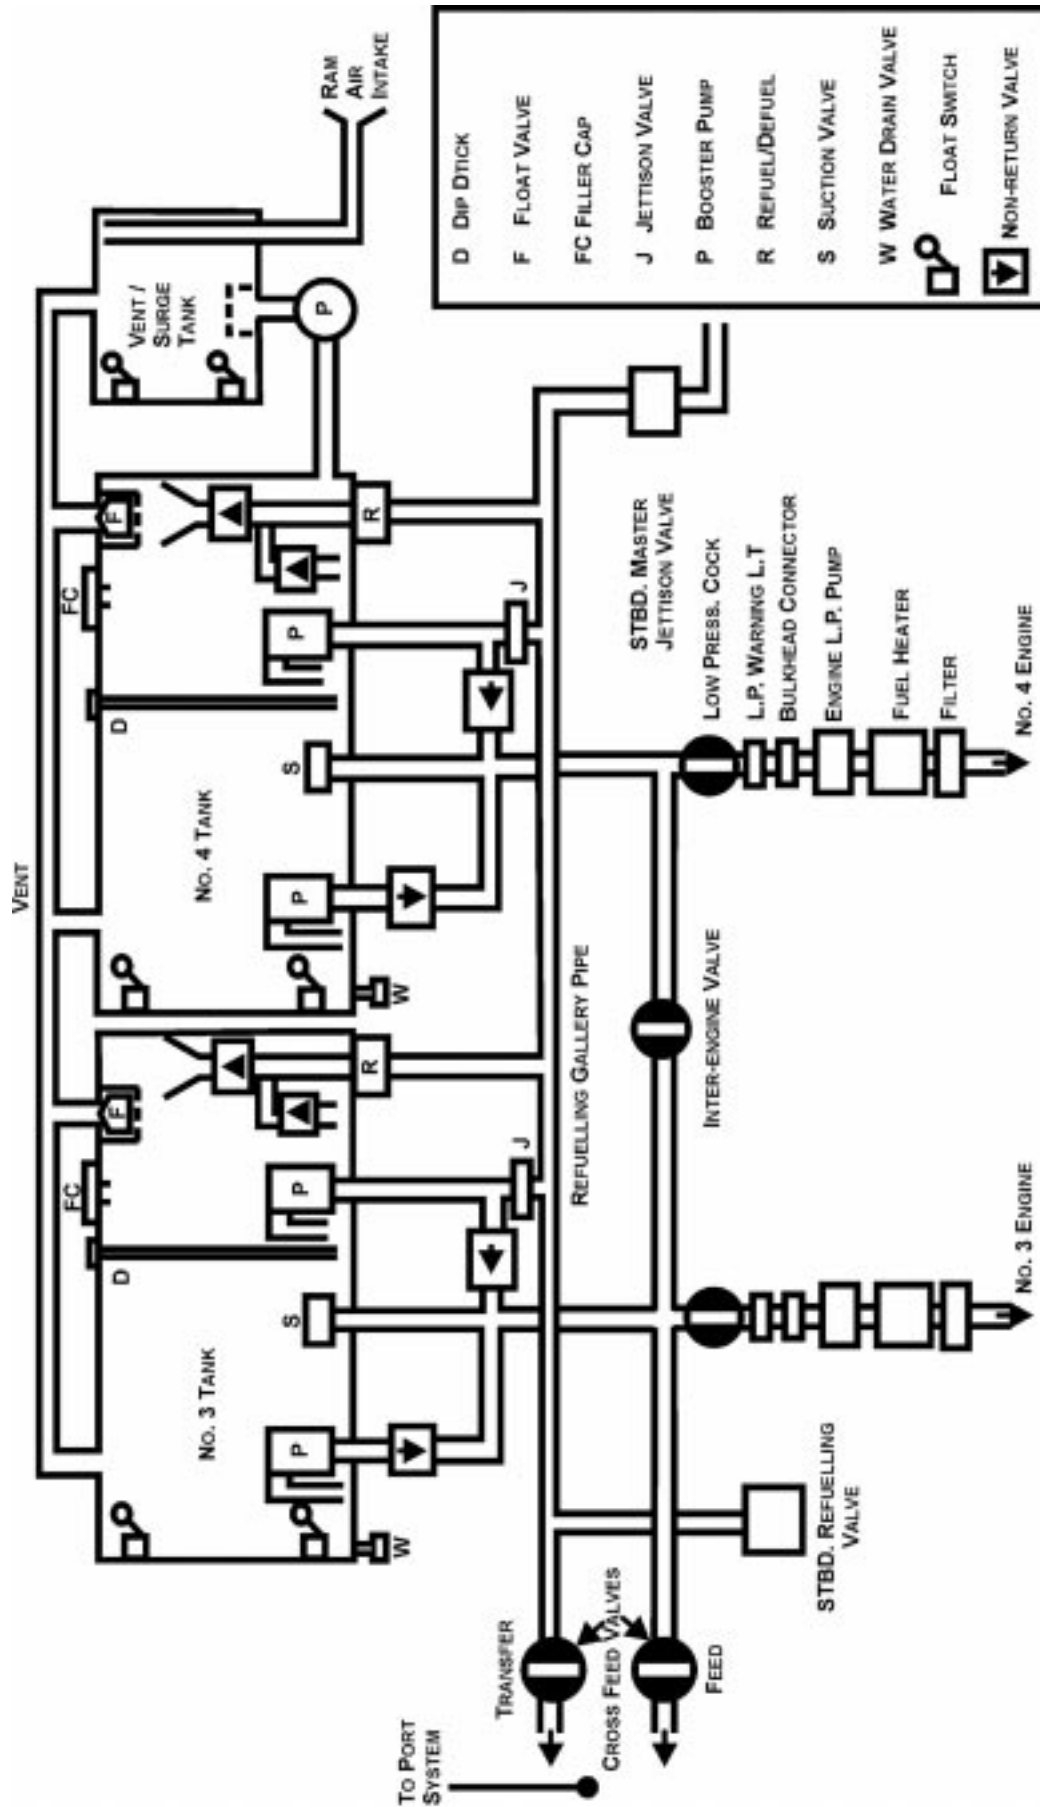 VENT
RAM
AIR
INTAKE
VENT /
SURGE
TANK
P
FC
F
D
NO. 4 TANK
S
P
P
R
W
J
FC
F
D
NO. 3 TANK
S
P
P
R
W
J
REFUELLING GALLERY PIPE
STBD. MASTER
JETTISON VALVE
LOW PRESS. COCK
L.P. WARNING L.T
BULKHEAD CONNECTOR
ENGINE L.P. PUMP
FUEL HEATER
FILTER
NO. 4 ENGINE
INTER-ENGINE VALVE
NO. 3 ENGINE
STBD. REFUELLING
VALVE
TO PORT
SYSTEM
TRANSFER
CROSS FEED VALVES
FEED
D DIP DTICK
F FLOAT VALVE
FC FILLER CAP
J JETTISON VALVE
P BOOSTER PUMP
R REFUEL/DEFUEL
S SUCTION VALVE
W WATER DRAIN VALVE
FLOAT SWITCH
NON-RETURN VALVE